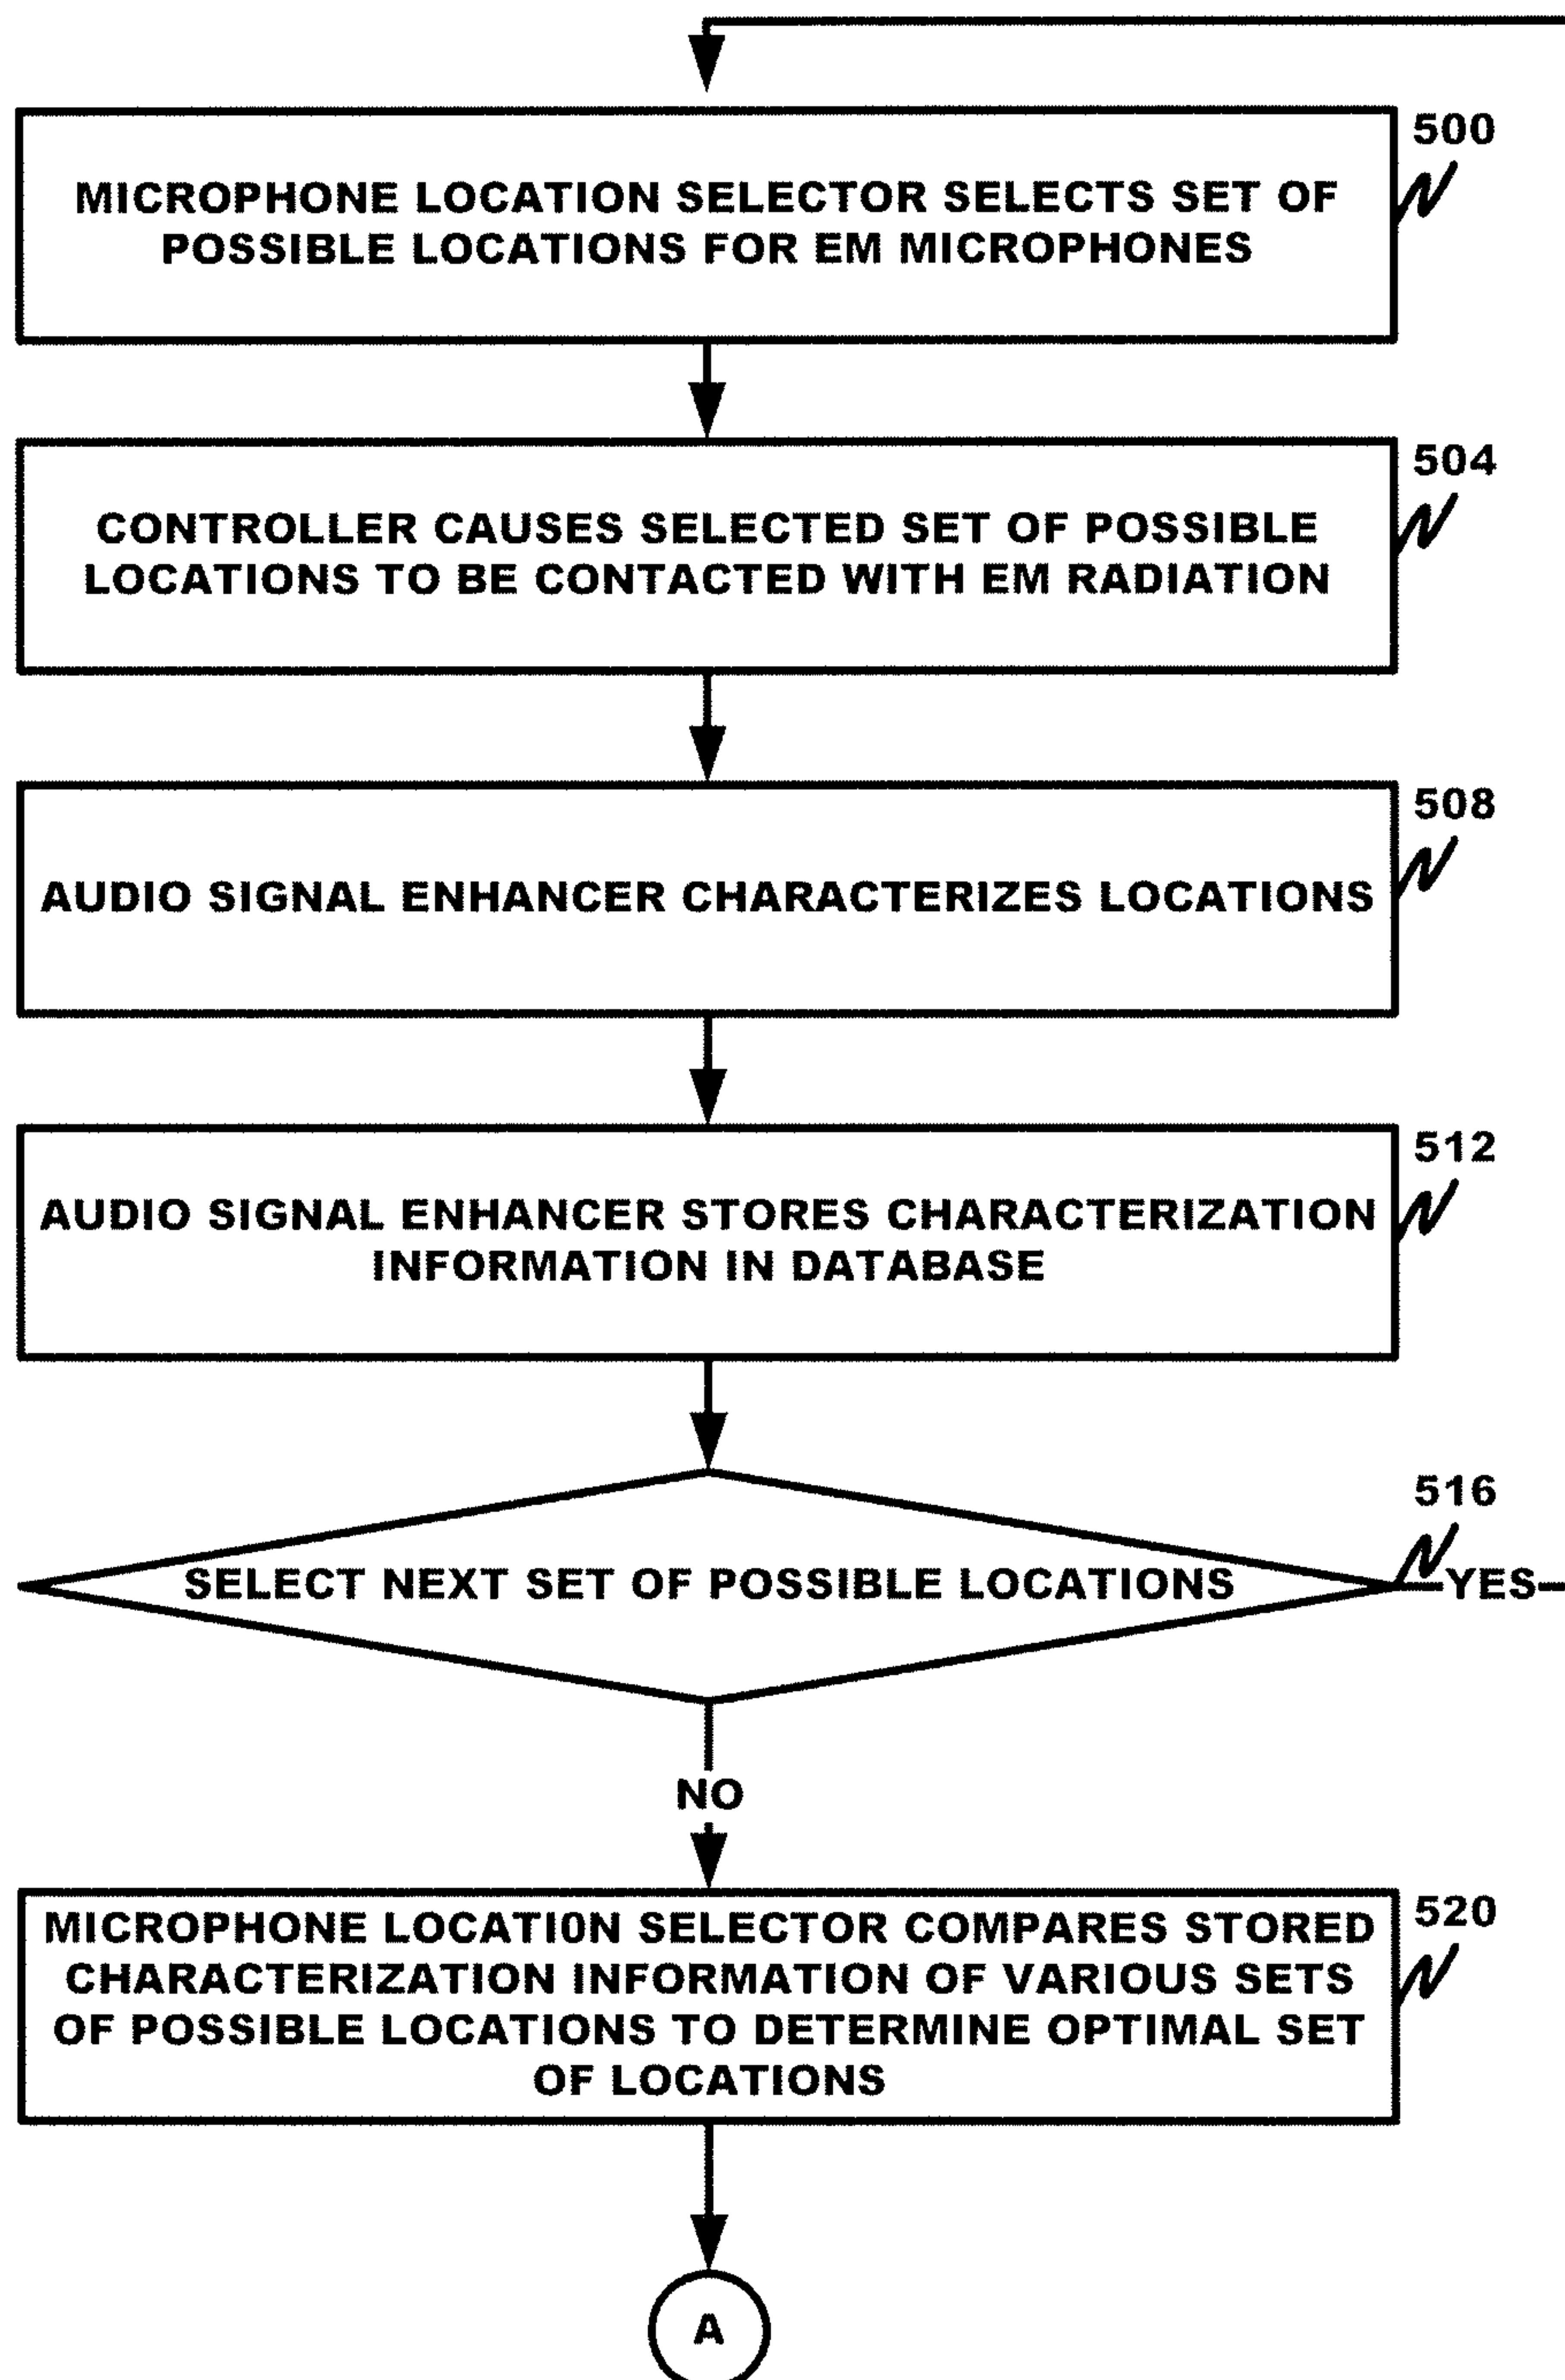 500
MICROPHONE LOCATION SELECTOR SELECTS SET OF
POSSIBLE LOCATIONS FOR EM MICROPHONES
504
CONTROLLER CAUSES SELECTED SET OF POSSIBLE
LOCATIONS TO BE CONTACTED WITH EM RADIATION
508
AUDIO SIGNAL ENHANCER CHARACTERIZES LOCATIONS
512
AUDIO SIGNAL ENHANCER STORES CHARACTERIZATION
INFORMATION IN DATABASE
516
SELECT NEXT SET OF POSSIBLE LOCATIONS
YES
NO
520
MICROPHONE LOCATI0N SELECTOR COMPARES STORED
CHARACTERIZATION INFORMATION OF VARIOUS SETS
OF POSSIBLE LOCATIONS TO DETERMINE OPTIMAL SET
OF LOCATIONS
A